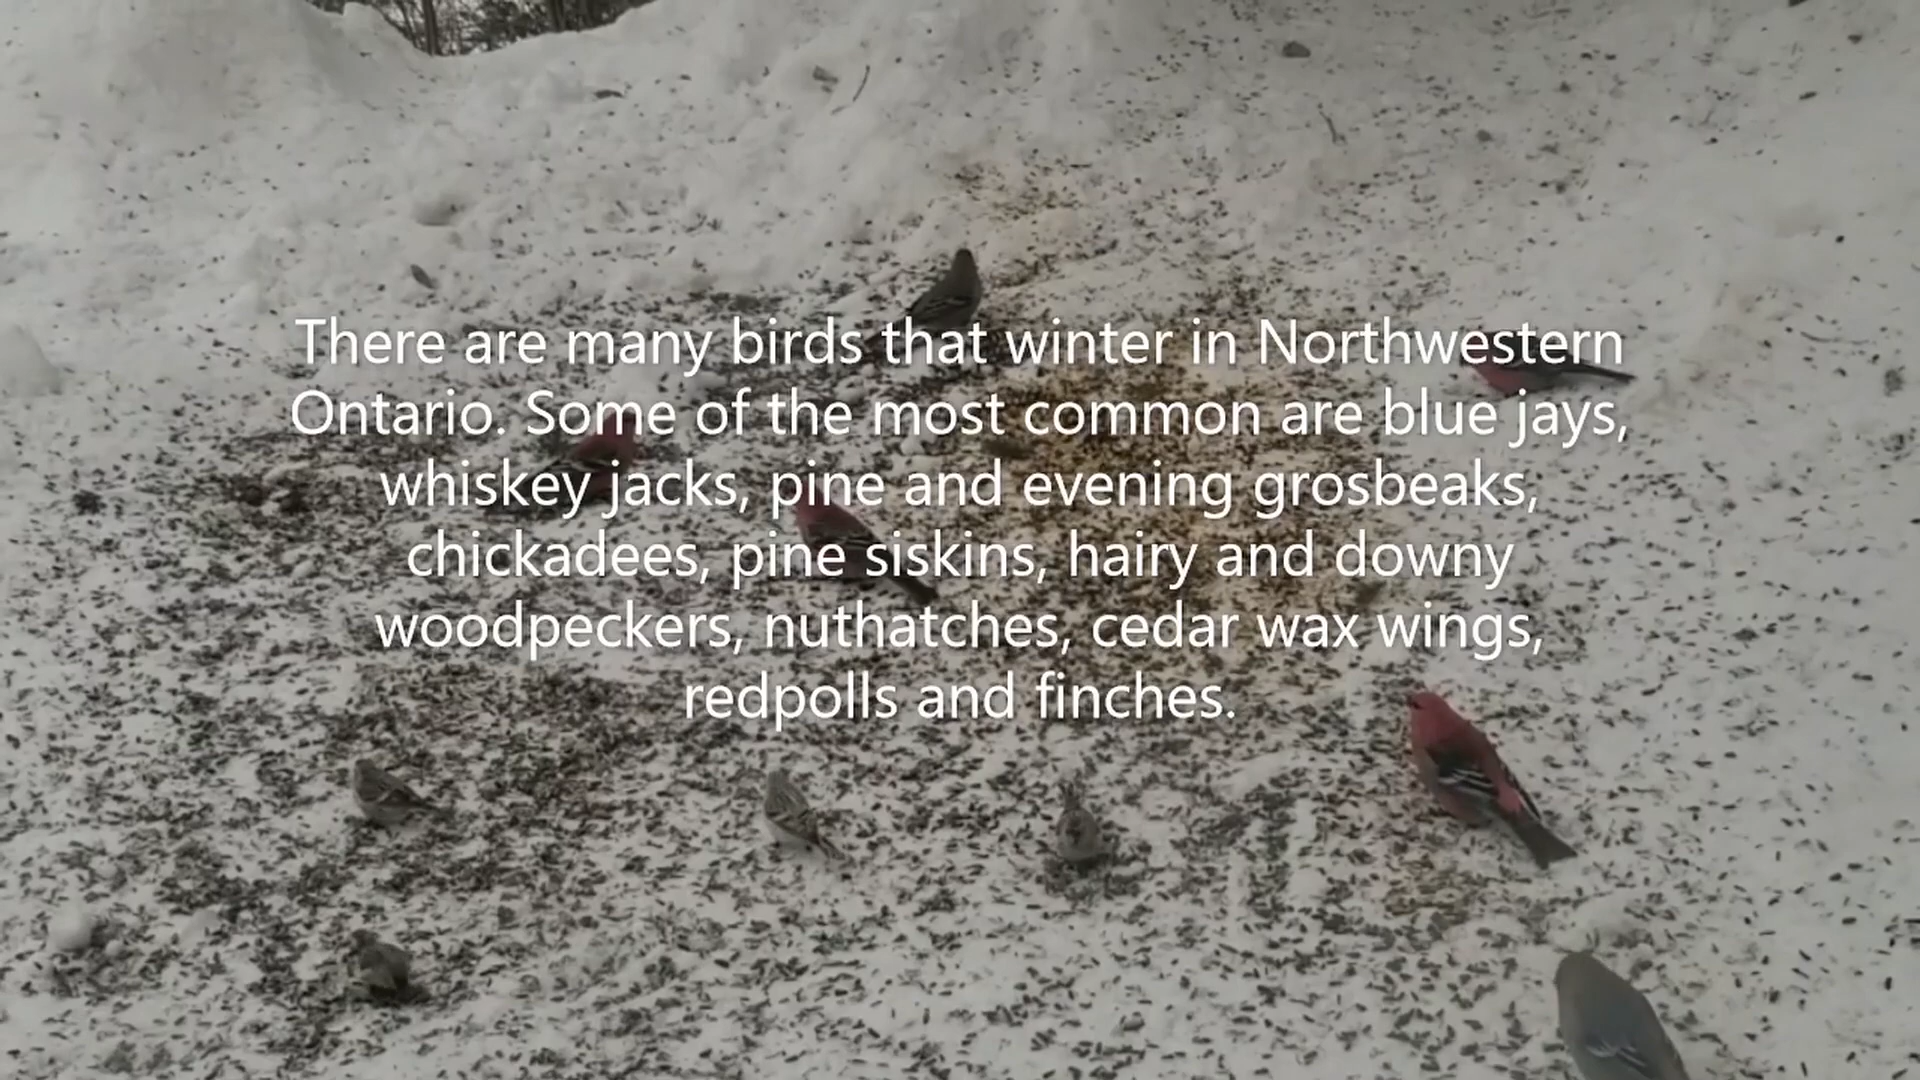 There are many birds that winter in Northwestern
Ontario. Some of the most common are blue jays,
whiskey jacks, pine and evening grosbeaks,
chickadees, pine siskins, hairy and downy
woodpeckers, nuthatches, cedar wax wings,
redpolls and finches.